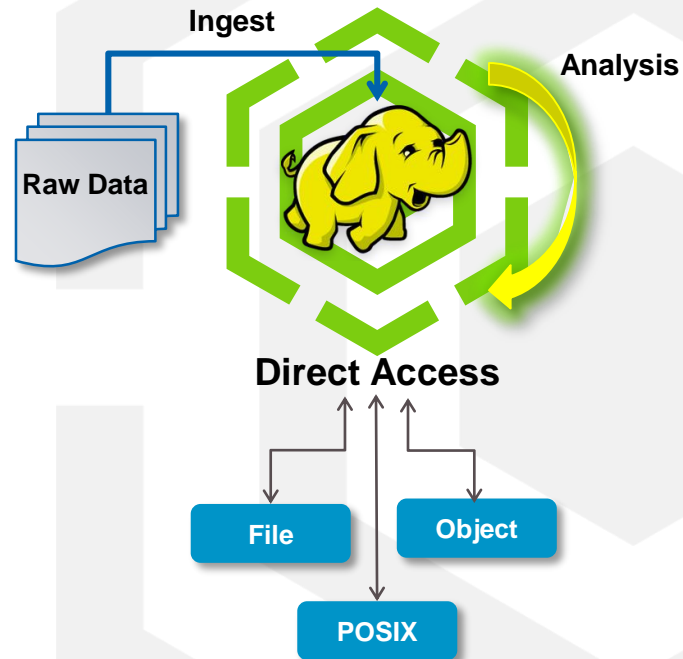 Ingest
Analysis
Raw Data
Direct Access
File
Object
POSIX